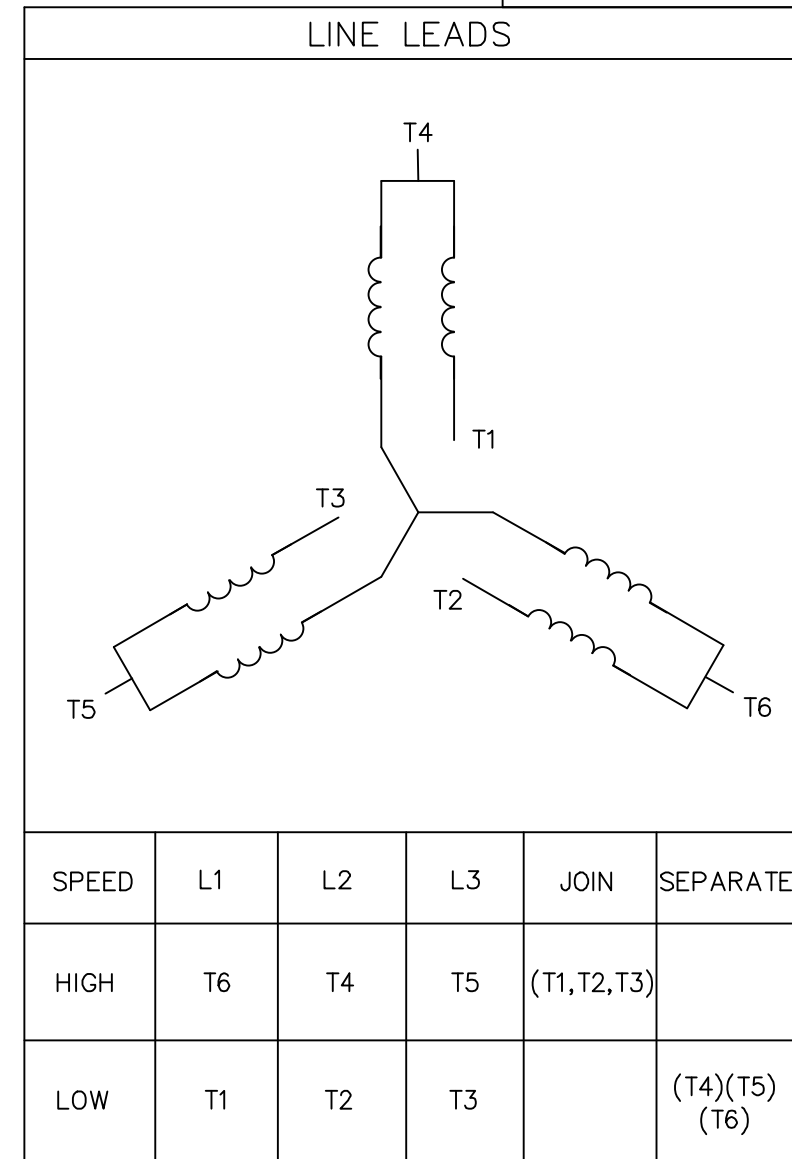 LINE LEADS
T4
T1
T3
T2
T5
T6
SPEED L1 L2 L3 JOIN SEPARATE
HIGH T6 T4 T5 (T1,T2,T3)
LOW T1 T2 T3 (T4)(T5)
(T6)